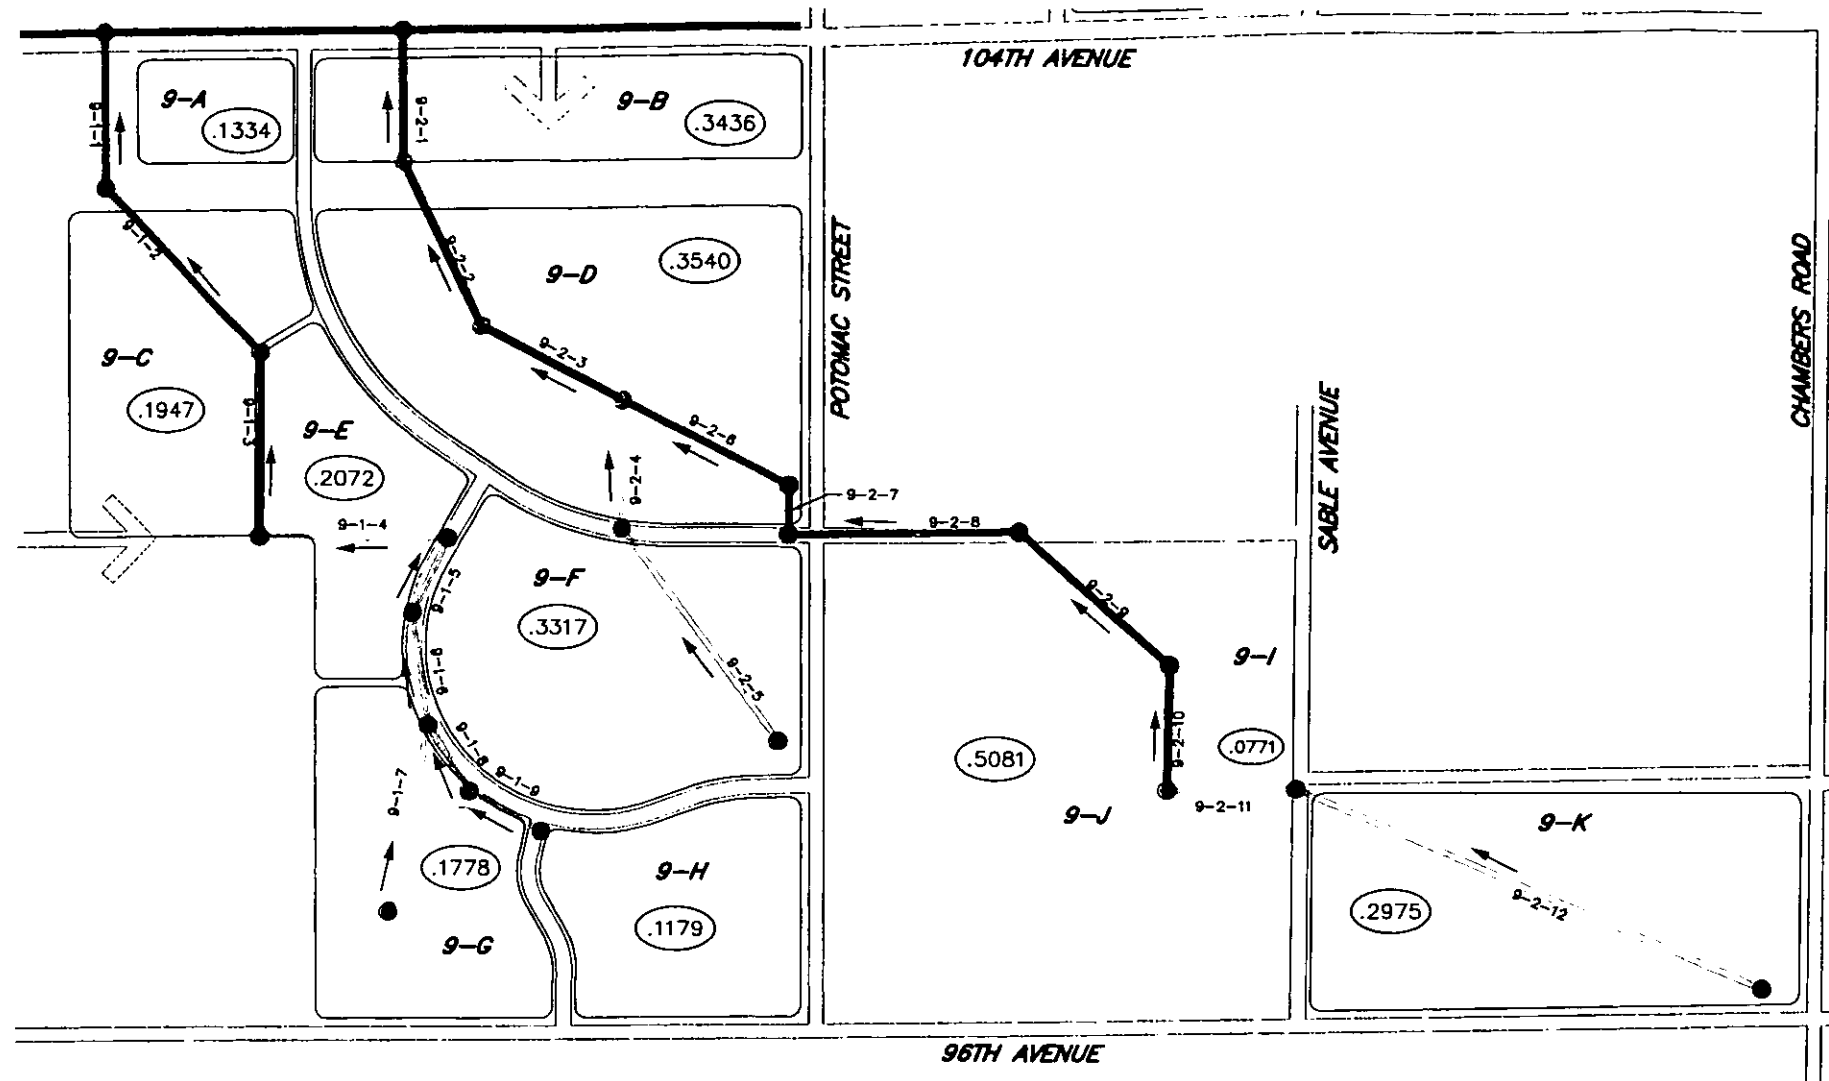 104TH AVENUE
9-A
.1334
9-1-1
9-2-1
9-B
.3436
9-1-2
9-2-2
9-D
.3540
POTOMAC STREET
CHAMBERS ROAD
9-C
.1947
9-1-3
9-2-3
9-E
.2072
9-2-6
9-2-4
SABLE AVENUE
9-2-7
9-1-4
9-2-8
9-1-5
9-F
.3317
9-2-9
9-1-6
9-2-5
9-I
9-1-8
9-1-9
9-2-10
.5081
.0771
9-1-7
9-J
9-2-11
9-K
.1778
9-H
9-2-12
.2975
9-G
.1179
96TH AVENUE